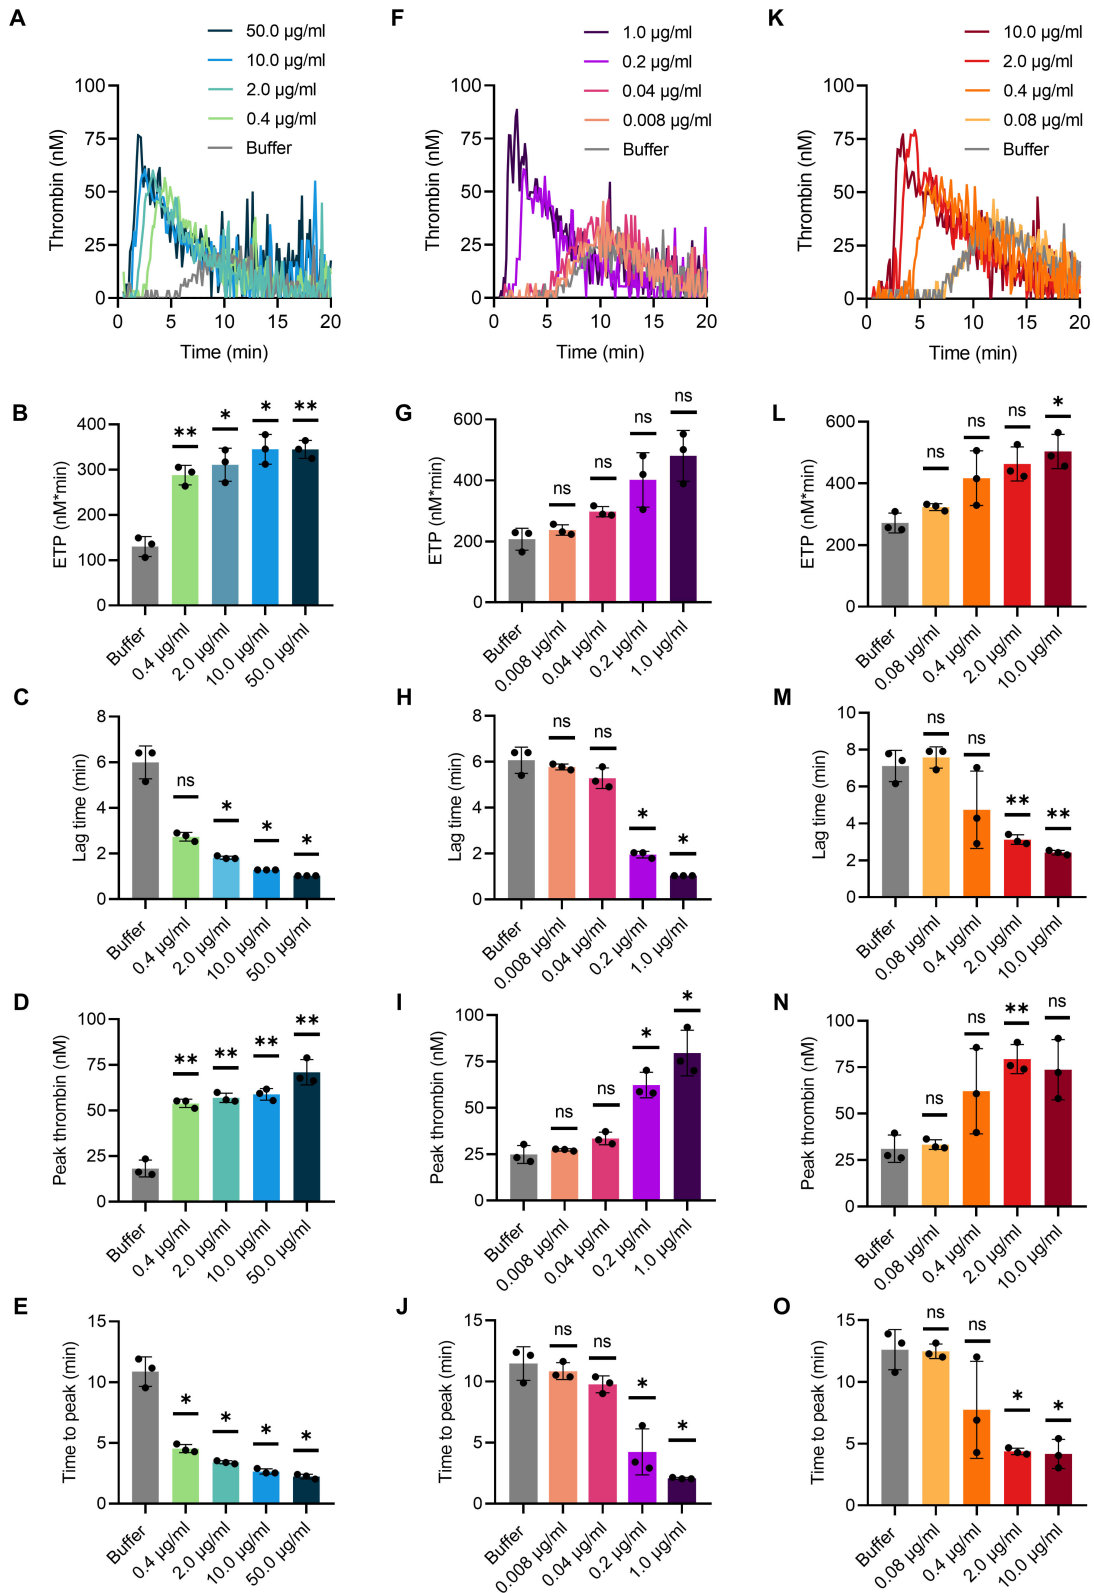 A
50.0 µg/ml
10.0 µg/ml
2.0 µg/ml
0.4 µg/ml
Buffer
100
75
50
25
0
Thrombin (nM)
0 5 10 15 20
Time (min)
F
1.0 µg/ml
0.2 µg/ml
0.04 µg/ml
0.008 µg/ml
Buffer
100
75
50
25
0
Thrombin (nM)
0 5 10 15 20
Time (min)
K
10.0 µg/ml
2.0 µg/ml
0.4 µg/ml
0.08 µg/ml
Buffer
100
75
50
25
0
Thrombin (nM)
0 5 10 15 20
Time (min)
B
400
300
200
100
0
ETP (nM*min)
** * * **
Buffer 0.4 µg/ml 2.0 µg/ml 10.0 µg/ml 50.0 µg/ml
G
600
400
200
0
ETP (nM*min)
ns ns ns ns
Buffer 0.008 µg/ml 0.04 µg/ml 0.2 µg/ml 1.0 µg/ml
L
600
400
200
0
ETP (nM*min)
ns ns ns *
Buffer 0.08 µg/ml 0.4 µg/ml 2.0 µg/ml 10.0 µg/ml
C
8
6
4
2
0
Lag time (min)
ns * * *
Buffer 0.4 µg/ml 2.0 µg/ml 10.0 µg/ml 50.0 µg/ml
H
8
6
4
2
0
Lag time (min)
ns ns * *
Buffer 0.008 µg/ml 0.04 µg/ml 0.2 µg/ml 1.0 µg/ml
M
10
8
6
4
2
0
Lag time (min)
ns ns ** **
Buffer 0.08 µg/ml 0.4 µg/ml 2.0 µg/ml 10.0 µg/ml
D
100
75
50
25
0
Peak thrombin (nM)
** ** ** **
Buffer 0.4 µg/ml 2.0 µg/ml 10.0 µg/ml 50.0 µg/ml
I
100
75
50
25
0
Peak thrombin (nM)
ns ns * *
Buffer 0.008 µg/ml 0.04 µg/ml 0.2 µg/ml 1.0 µg/ml
N
100
75
50
25
0
Peak thrombin (nM)
ns ns ** ns
Buffer 0.08 µg/ml 0.4 µg/ml 2.0 µg/ml 10.0 µg/ml
E
15
10
5
0
Time to peak (min)
* * * *
Buffer 0.4 µg/ml 2.0 µg/ml 10.0 µg/ml 50.0 µg/ml
J
15
10
5
0
Time to peak (min)
ns ns * *
Buffer 0.008 µg/ml 0.04 µg/ml 0.2 µg/ml 1.0 µg/ml
O
15
10
5
0
Time to peak (min)
ns ns * *
Buffer 0.08 µg/ml 0.4 µg/ml 2.0 µg/ml 10.0 µg/ml